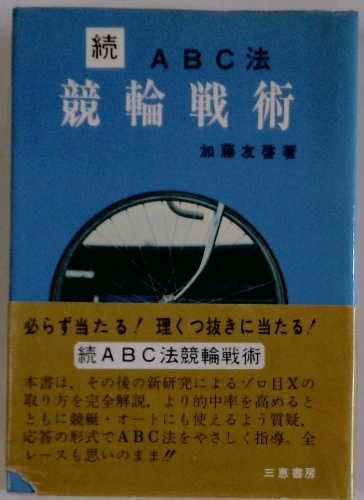 続 ABC法
競輪戦術
加藤友啓著
必らず当たる! 理くつ抜きに当たる!
続ABC法競輪戦術
本書は、その後の新研究によるゾロ目Xの
取り方を完全解説、より的中率を高めると
ともに競艇・オートにも使えるよう質疑、
応答の形式でABC法をやさしく指導。全
レースも思いのまま!!
三恵書房